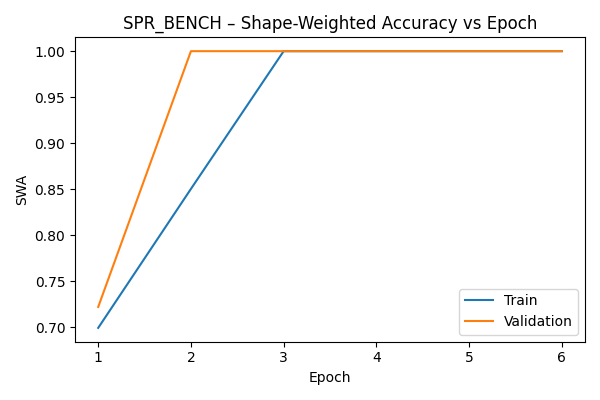 SPR_BENCH – Shape-Weighted Accuracy vs Epoch
1.00
0.95
0.90
0.85
0.80
0.75
0.70
SWA
1 2 3 4 5 6
Epoch
Train
Validation